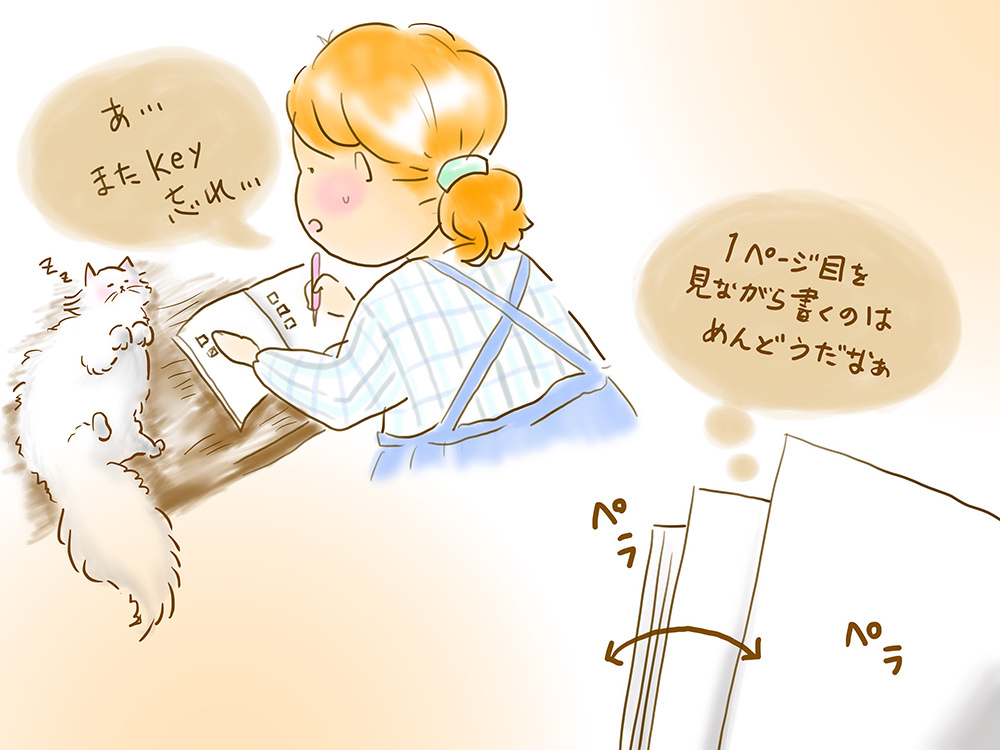 あ…
またkey
忘れ…
zzz
1ページ目を
見ながら書くのは
めんどうだなぁ
ペラ
ペラ